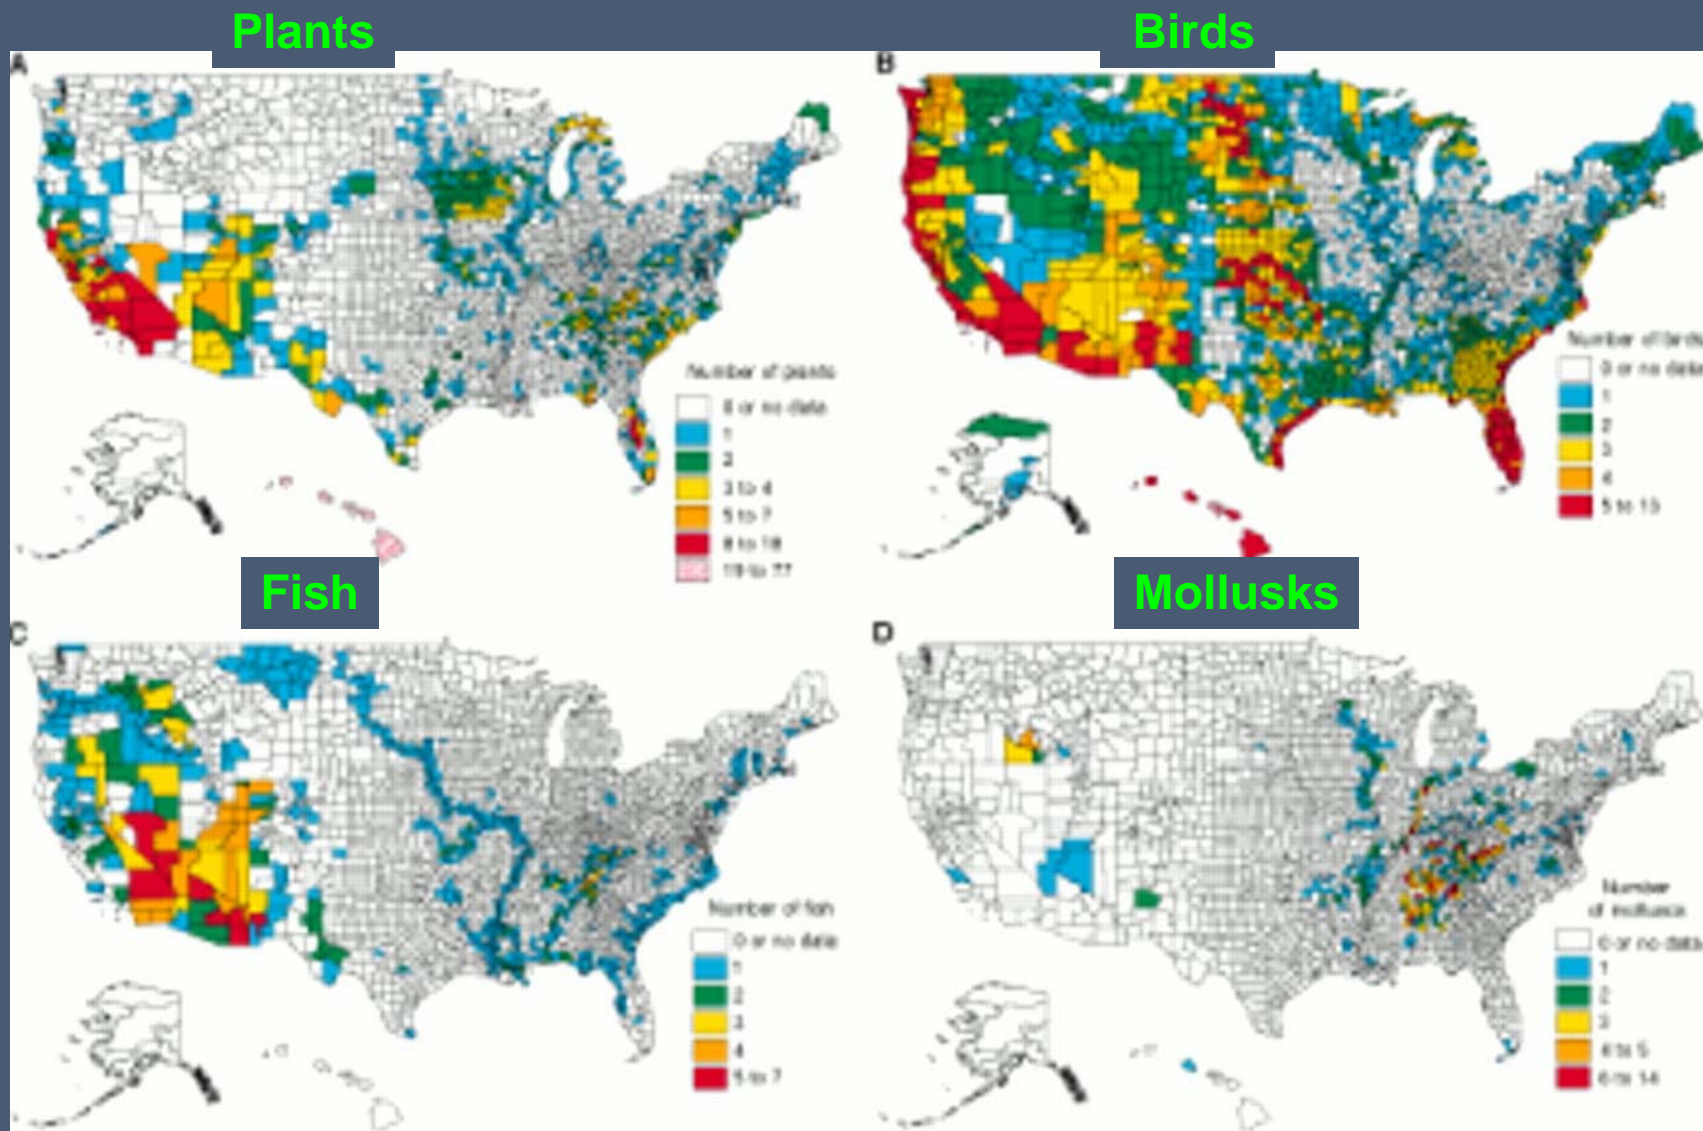 Plants
Birds
A
B
Number of plants
0 or no data
1
2
3 to 4
5 to 7
8 to 18
19 to 77
Number of birds
0 or no data
1
2
3
4
5 to 13
Fish
Mollusks
C
D
Number of fish
0 or no data
1
2
3
4
5 to 7
Number
of mollusks
0 or no data
1
2
3
4 to 5
6 to 14